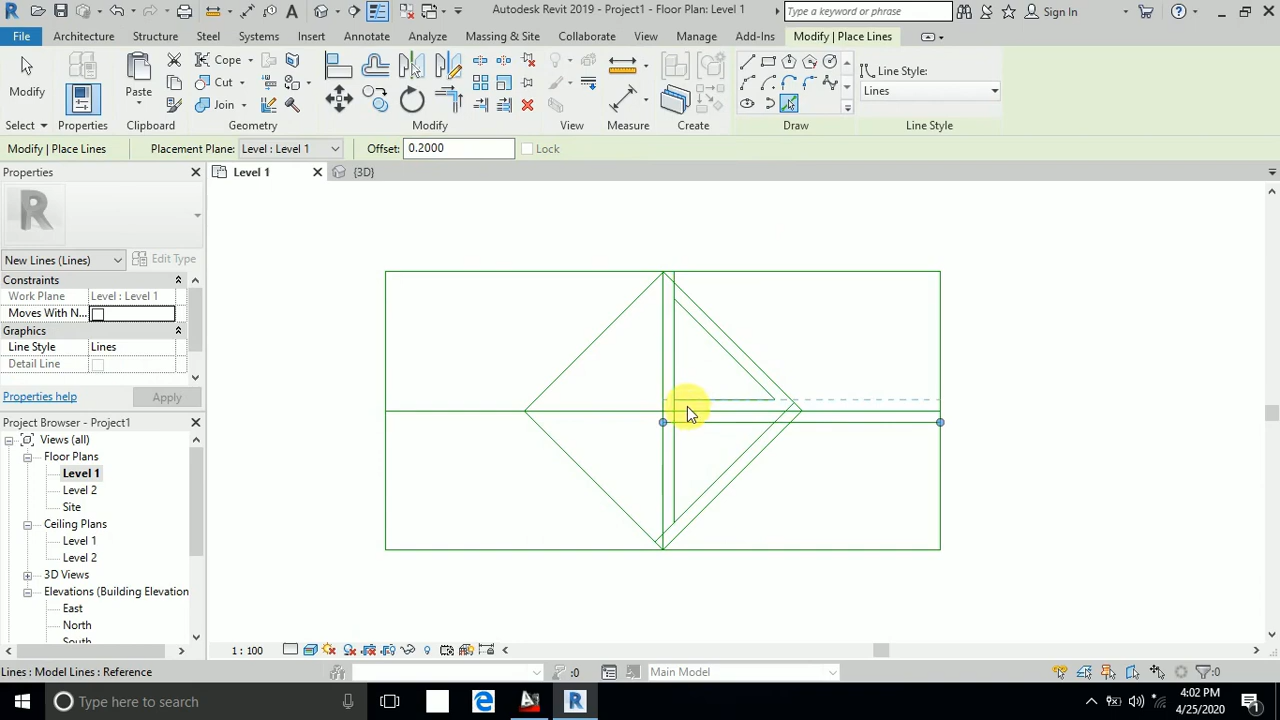 Autodesk Revit 2019 - Project1 - Floor Plan: Level 1
Type a keyword or phrase
Sign In
File Architecture Structure Steel Systems Insert Annotate Analyze Massing & Site Collaborate View Manage Add-Ins Modify | Place Lines
Modify
Properties
Paste
Cope
Cut
Join
Line Style:
Lines
Select Properties Clipboard Geometry Modify View Measure Create Draw Line Style
Modify | Place Lines Placement Plane: Level : Level 1 Offset: 0.2000 Lock
Properties
Level 1
{3D}
R
New Lines (Lines) Edit Type
Constraints
Work Plane Level : Level 1
Moves With N...
Graphics
Line Style Lines
Detail Line
Properties help Apply
Project Browser - Project1
Views (all)
Floor Plans
Level 1
Level 2
Site
Ceiling Plans
Level 1
Level 2
3D Views
Elevations (Building Elevation
East
North
South
1 : 100
Lines : Model Lines : Reference
:0
Main Model
:0
Type here to search
4:02 PM
4/25/2020